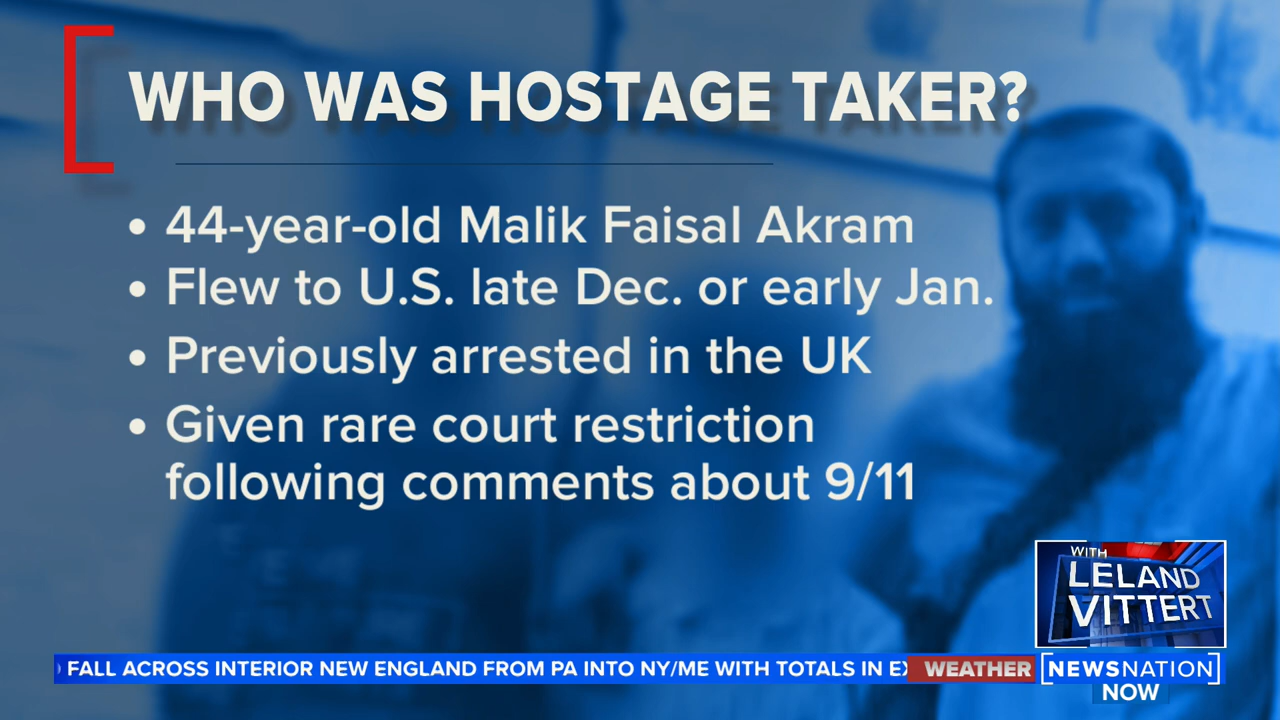 WHO WAS HOSTAGE TAKER?
• 44-year-old Malik Faisal Akram
• Flew to U.S. late Dec. or early Jan.
• Previously arrested in the UK
• Given rare court restriction
following comments about 9/11
WITH
LELAND
VITTERT
FALL ACROSS INTERIOR NEW ENGLAND FROM PA INTO NY/ME WITH TOTALS IN
WEATHER
NEWSNATION
NOW